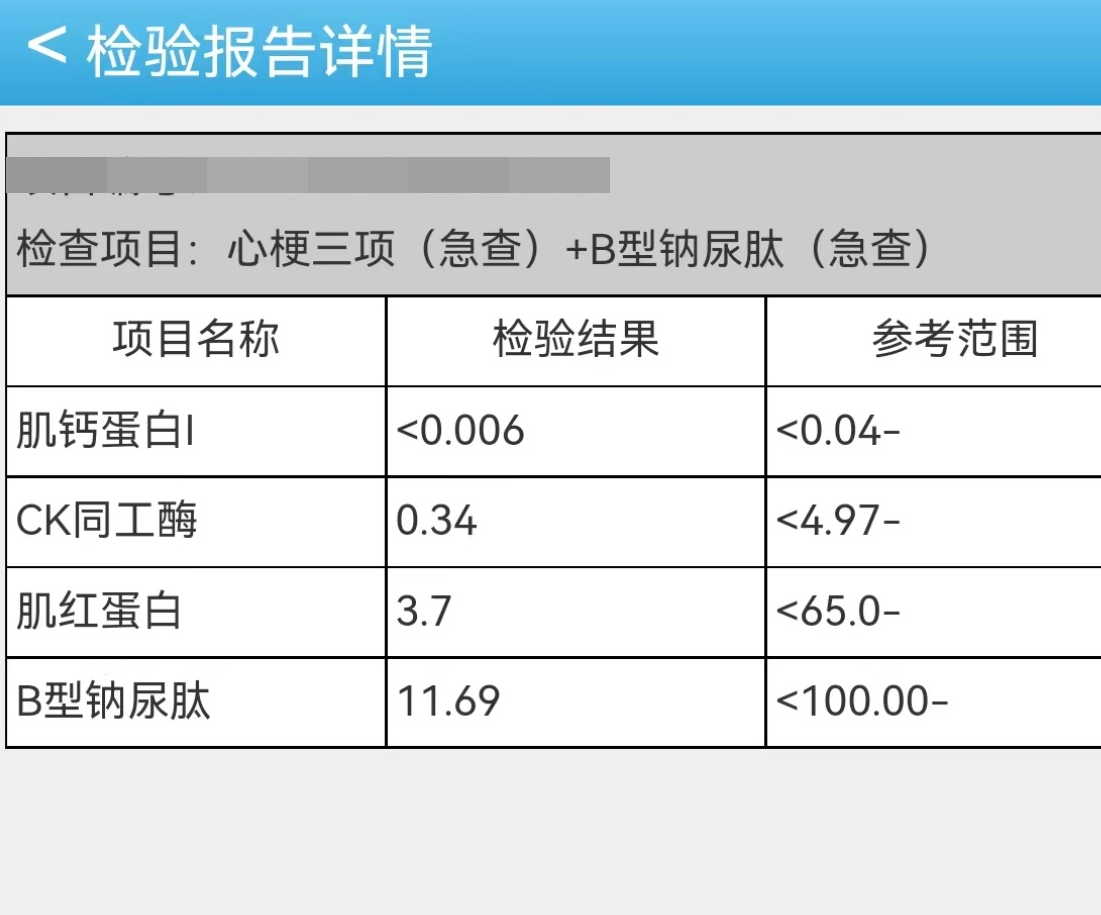 < 检验报告详情
检查项目：心梗三项（急查）+B型钠尿肽（急查）
项目名称 检验结果 参考范围
肌钙蛋白I <0.006 <0.04-
CK同工酶 0.34 <4.97-
肌红蛋白 3.7 <65.0-
B型钠尿肽 11.69 <100.00-